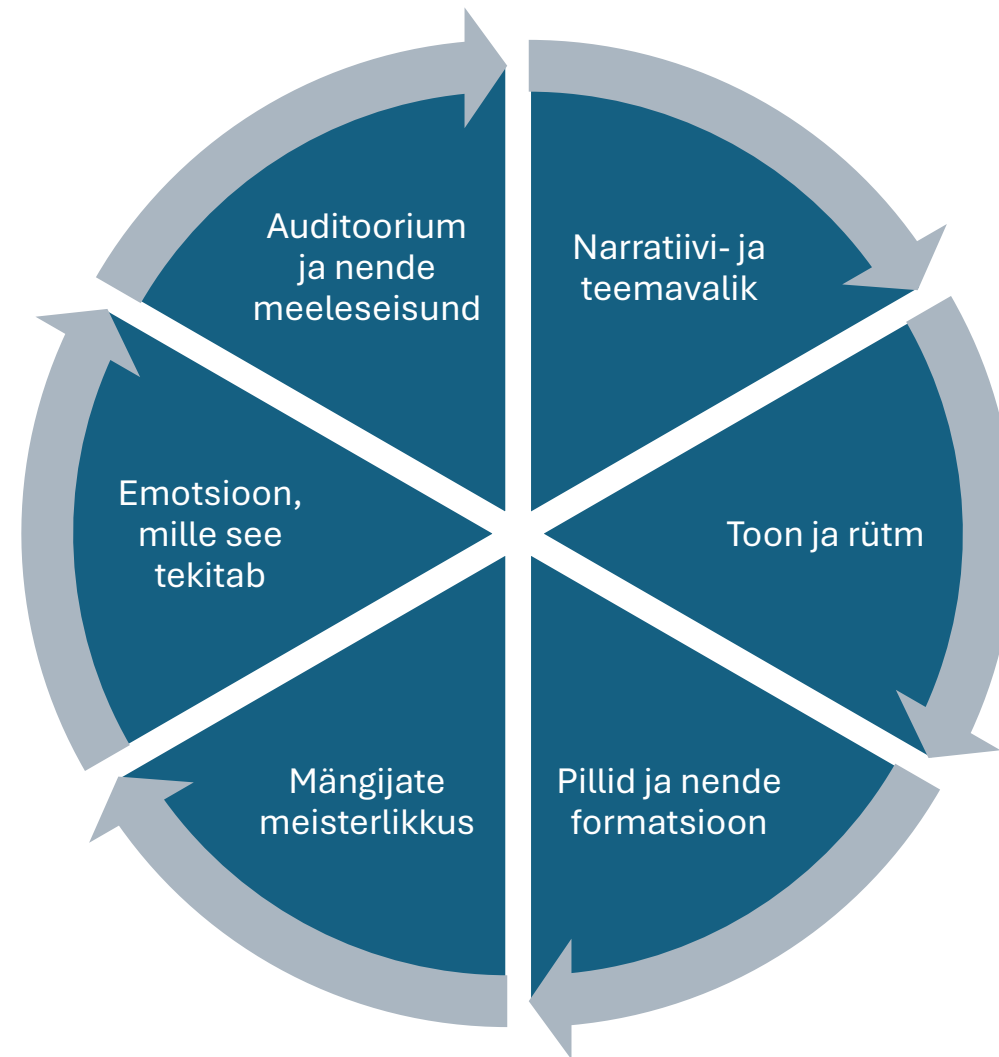 Auditoorium
ja nende
meeleseisund
Narratiivi- ja
teemavalik
Emotsioon,
mille see
tekitab
Toon ja rütm
Mängijate
meisterlikkus
Pillid ja nende
formatsioon